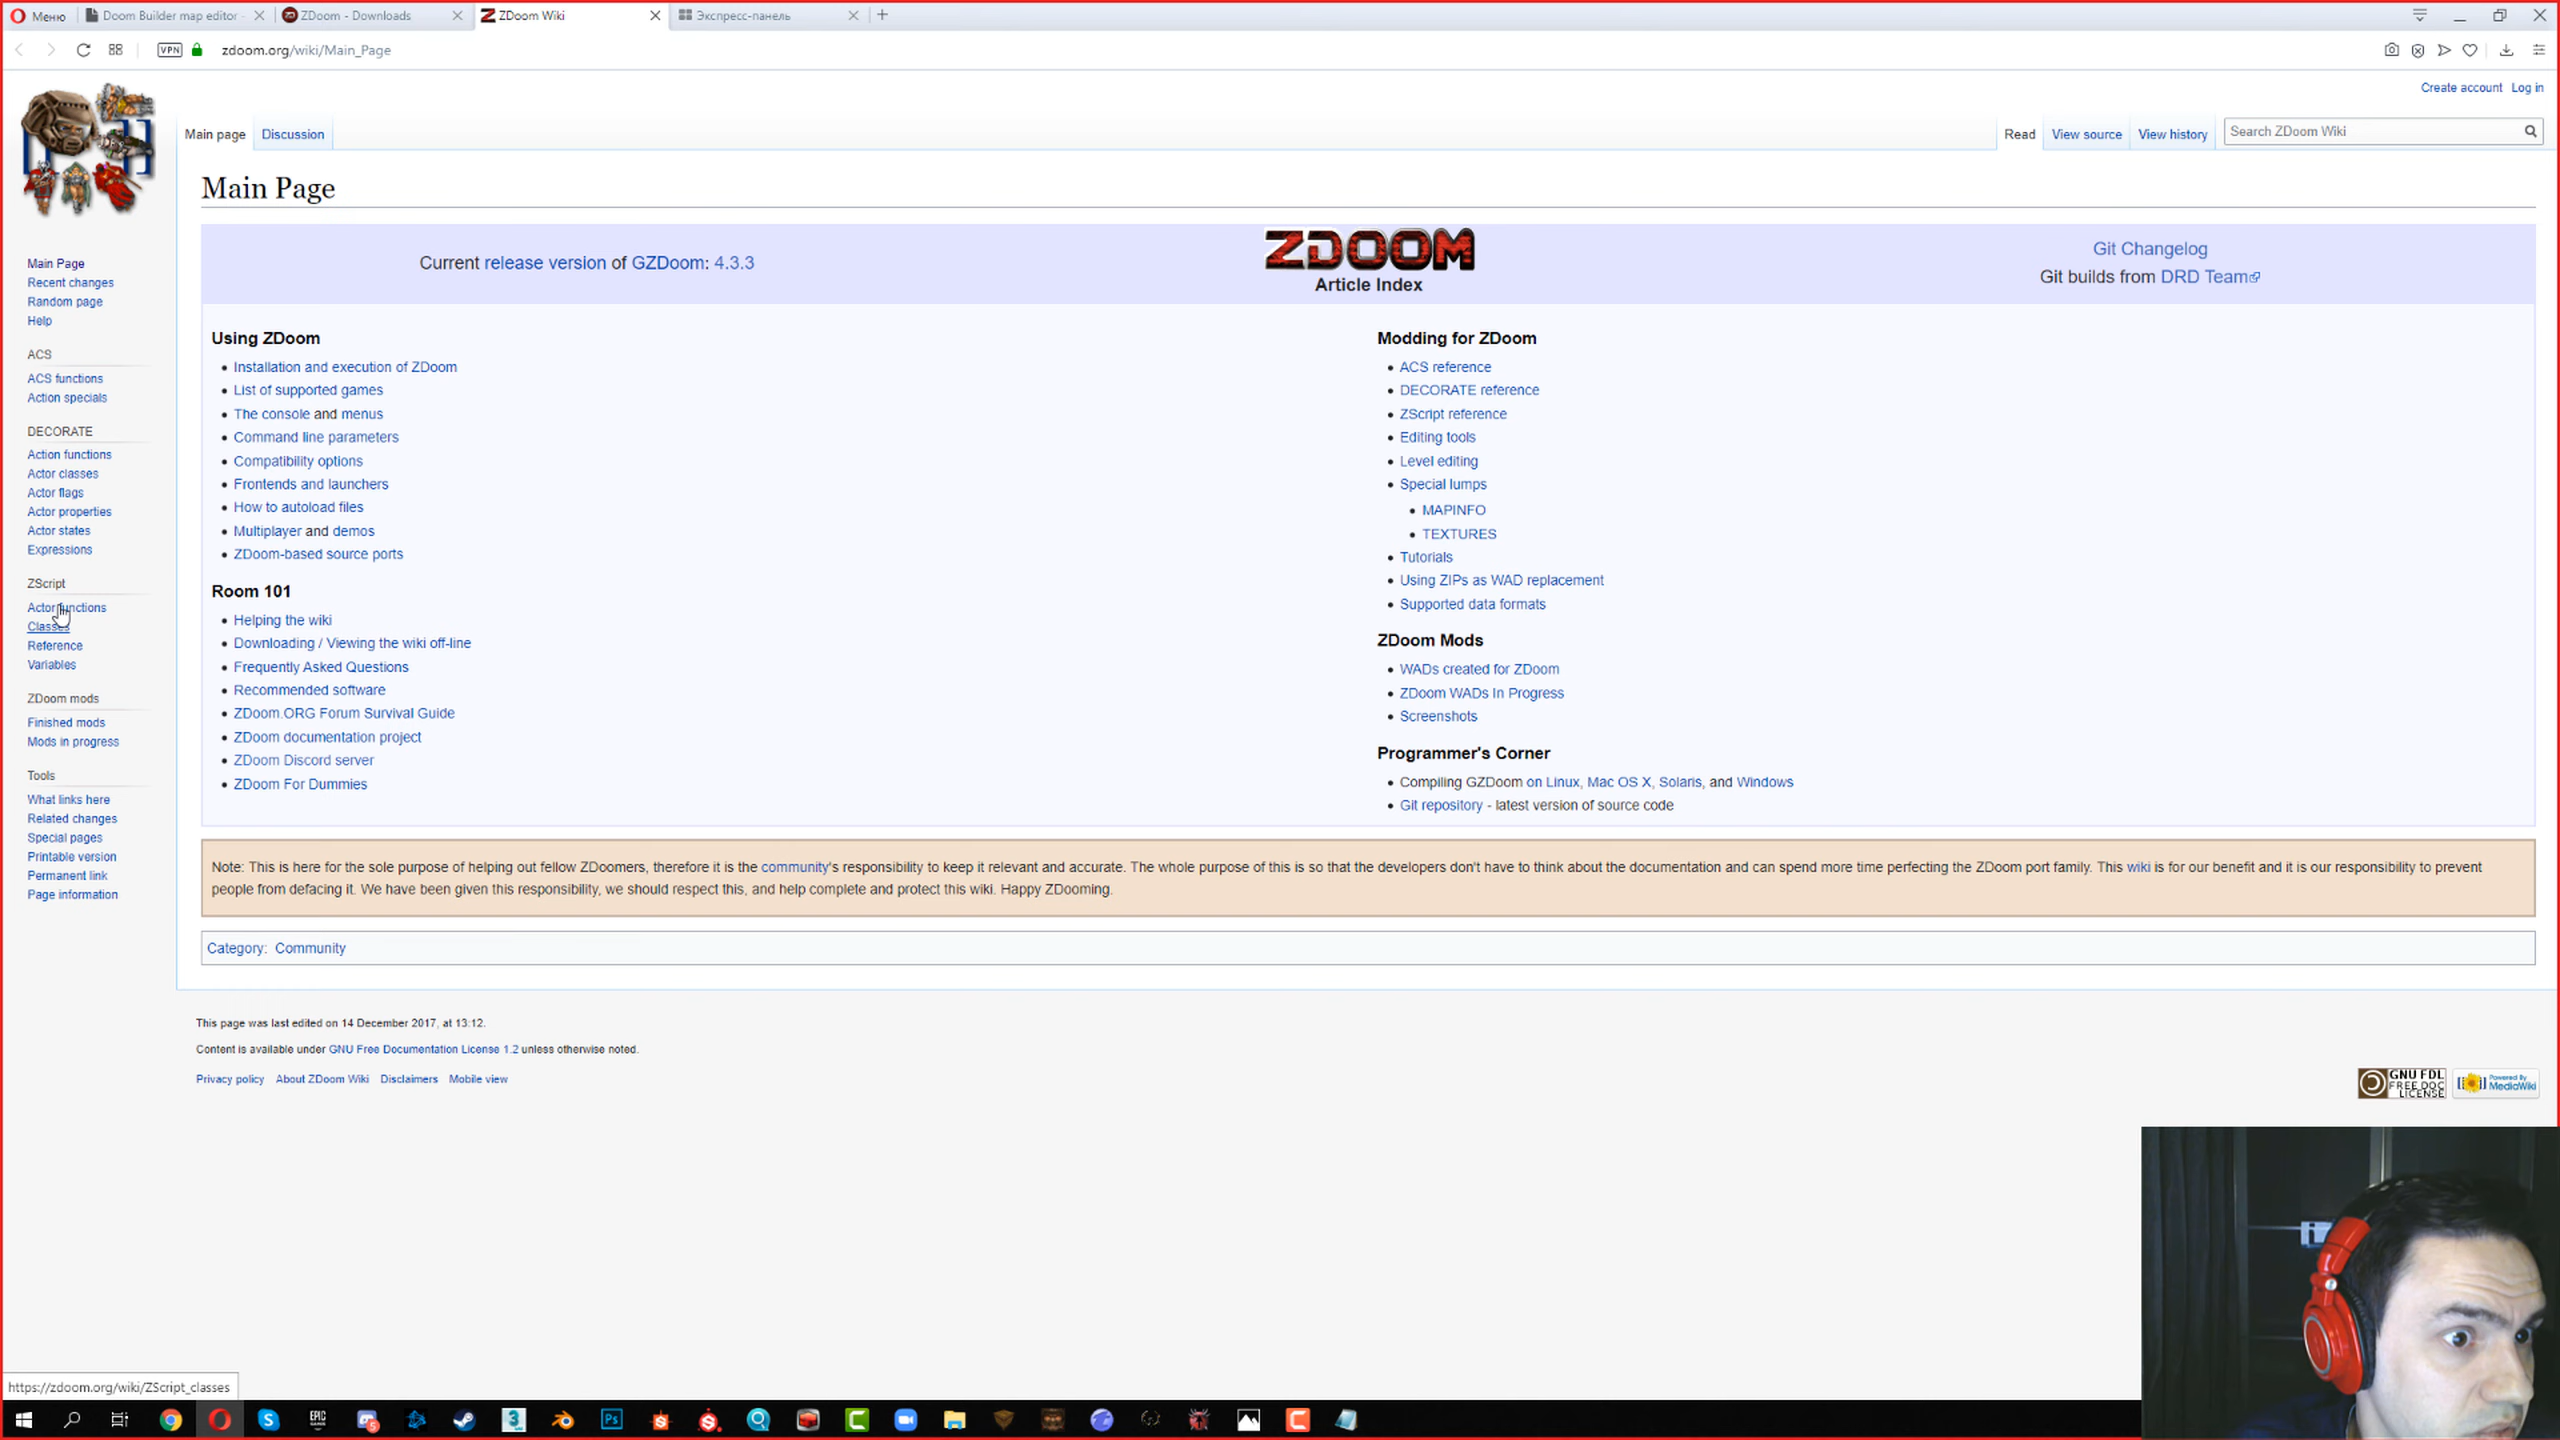 Меню
Doom Builder map editor -
ZDoom - Downloads
ZDoom Wiki
Экспресс-панель
VPN
zdoom.org/wiki/Main_Page
Create account Log in
Main page Discussion
Read View source View history Search ZDoom Wiki
Main Page
Current release version of GZDoom: 4.3.3
ZDOOM
Article Index
Git Changelog
Git builds from DRD Team
Main Page
Recent changes
Random page
Help
ACS
ACS functions
Action specials
DECORATE
Action functions
Actor classes
Actor flags
Actor properties
Actor states
Expressions
ZScript
Actor functions
Classes
Reference
Variables
ZDoom mods
Finished mods
Mods in progress
Tools
What links here
Related changes
Special pages
Printable version
Permanent link
Page information
Using ZDoom
Installation and execution of ZDoom
List of supported games
The console and menus
Command line parameters
Compatibility options
Frontends and launchers
How to autoload files
Multiplayer and demos
ZDoom-based source ports
Room 101
Helping the wiki
Downloading / Viewing the wiki off-line
Frequently Asked Questions
Recommended software
ZDoom.ORG Forum Survival Guide
ZDoom documentation project
ZDoom Discord server
ZDoom For Dummies
Modding for ZDoom
ACS reference
DECORATE reference
ZScript reference
Editing tools
Level editing
Special lumps
MAPINFO
TEXTURES
Tutorials
Using ZIPs as WAD replacement
Supported data formats
ZDoom Mods
WADs created for ZDoom
ZDoom WADs In Progress
Screenshots
Programmer's Corner
Compiling GZDoom on Linux, Mac OS X, Solaris, and Windows
Git repository - latest version of source code
Note: This is here for the sole purpose of helping out fellow ZDoomers, therefore it is the community's responsibility to keep it relevant and accurate. The whole purpose of this is so that the developers don't have to think about the documentation and can spend more time perfecting the ZDoom port family. This wiki is for our benefit and it is our responsibility to prevent
people from defacing it. We have been given this responsibility, we should respect this, and help complete and protect this wiki. Happy ZDooming.
Category: Community
This page was last edited on 14 December 2017, at 13:12.
Content is available under GNU Free Documentation License 1.2 unless otherwise noted.
Privacy policy About ZDoom Wiki Disclaimers Mobile view
GNU FDL
FREE DOC
LICENSE
Powered By
MediaWiki
https://zdoom.org/wiki/ZScript_classes
EPIC
GAMES
Ps